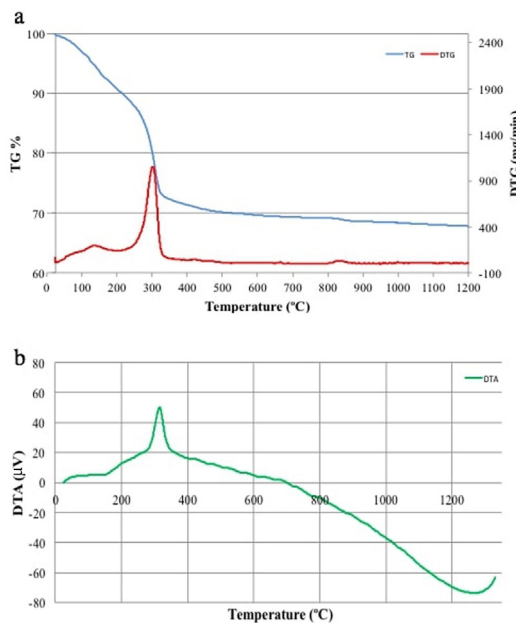 a
100
90
80
70
60
TG %
2400
1900
1400
900
400
-100
DTG (mg/min)
TG
DTG
0 100 200 300 400 500 600 700 800 900 1000 1100 1200
Temperature (ºC)
b
80
60
40
20
0
-20
-40
-60
-80
DTA (µV)
DTA
0 200 400 600 800 1000 1200
Temperature (ºC)